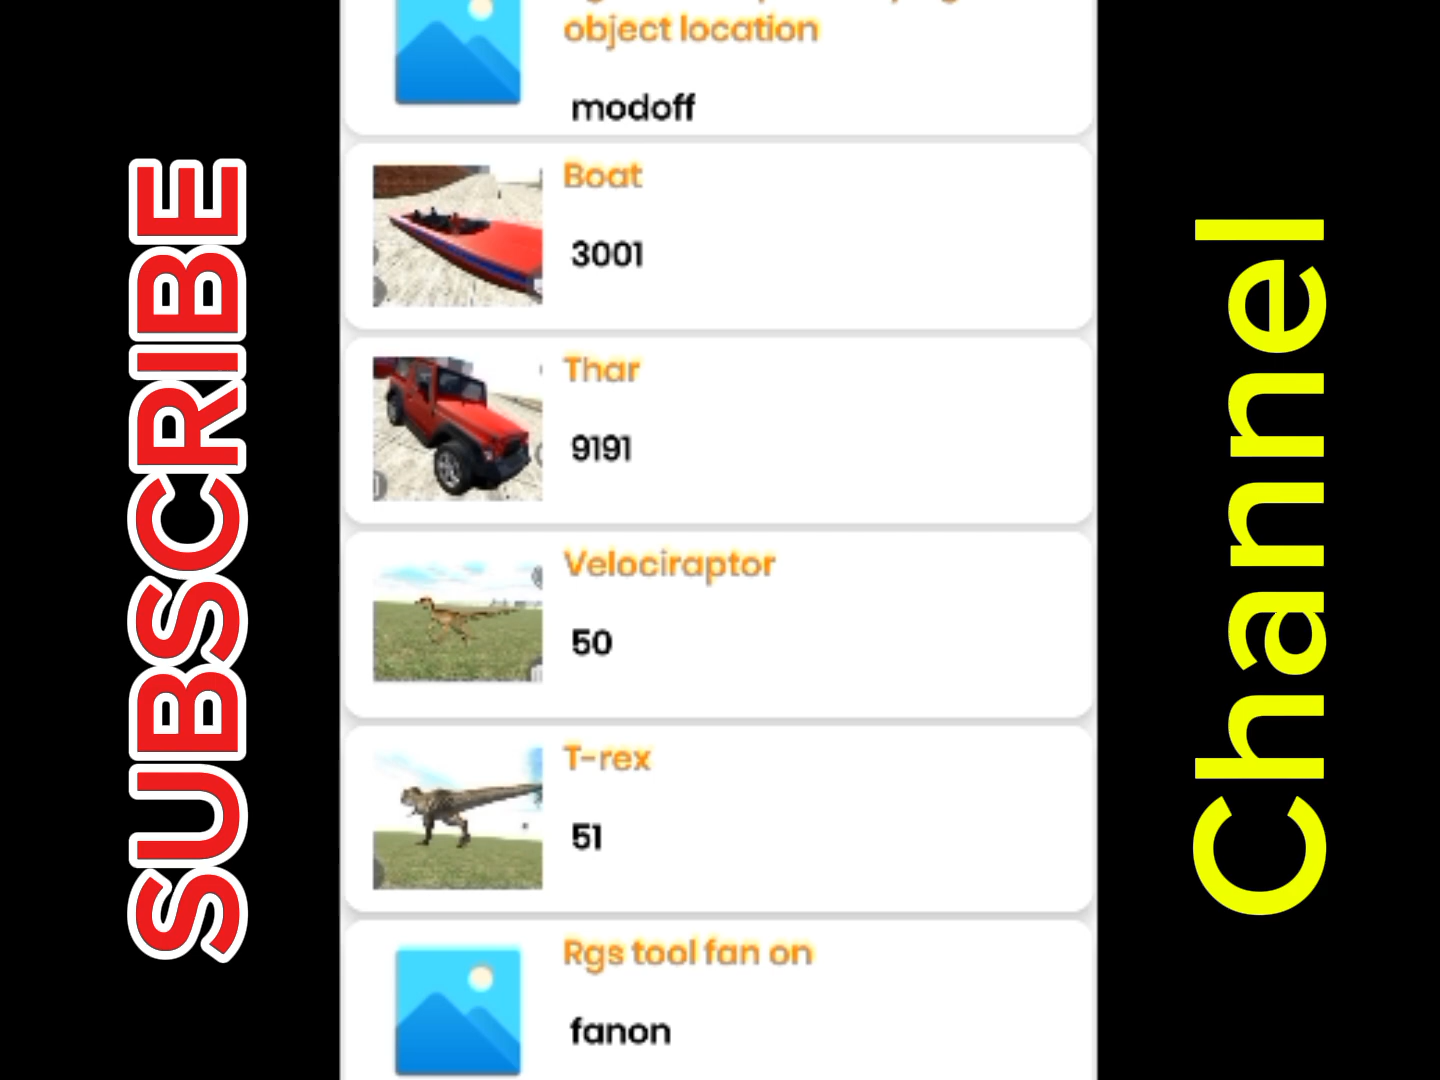 SUBSCRIBE
object location
modoff
Boat
3001
Thar
9191
Velociraptor
50
T-rex
51
Rgs tool fan on
fanon
Channel